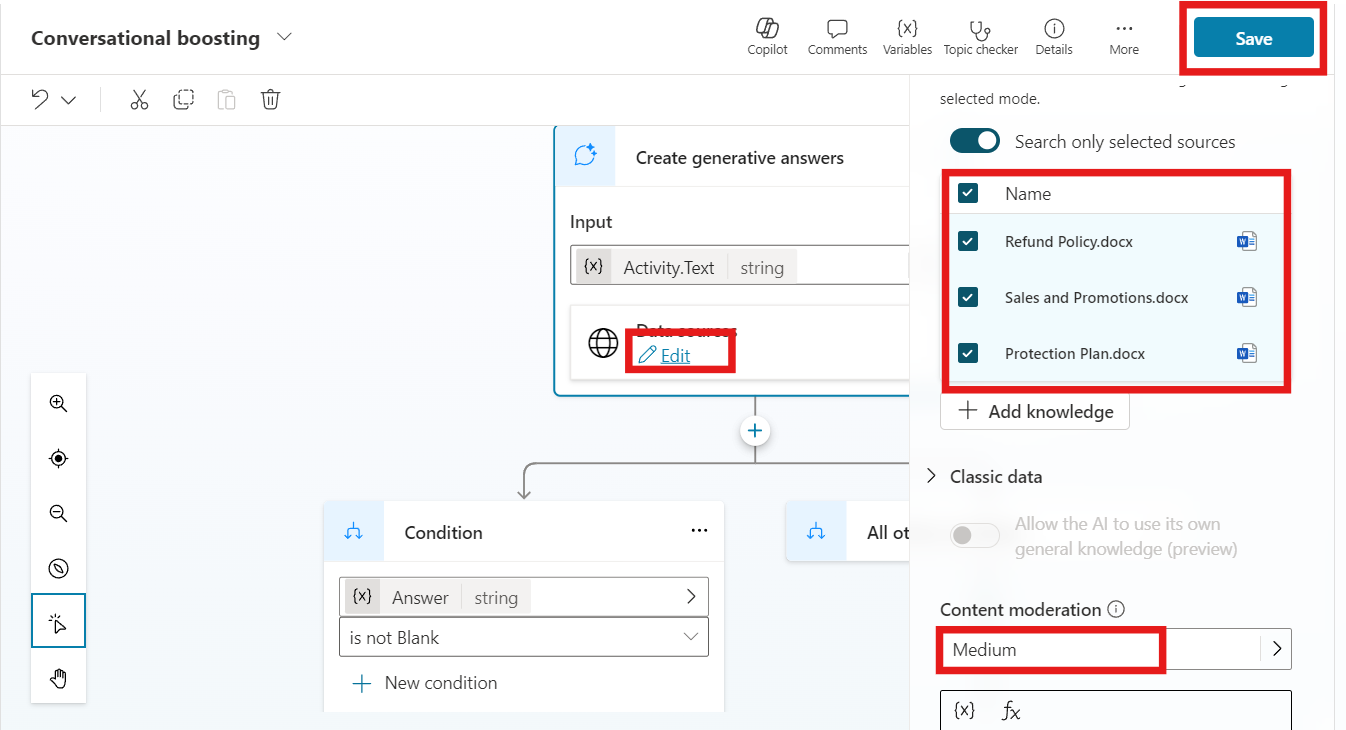 Conversational boosting
Copilot
Comments
{x}
Variables
Topic checker
Details
More
Save
selected mode.
Search only selected sources
Name
Refund Policy.docx
Sales and Promotions.docx
Protection Plan.docx
Add knowledge
Classic data
Allow the AI to use its own
general knowledge (preview)
Content moderation
Medium
{x} fx
Create generative answers
Input
{x} Activity.Text string
Data sources
Edit
Condition
{x} Answer string
is not Blank
New condition
All ot